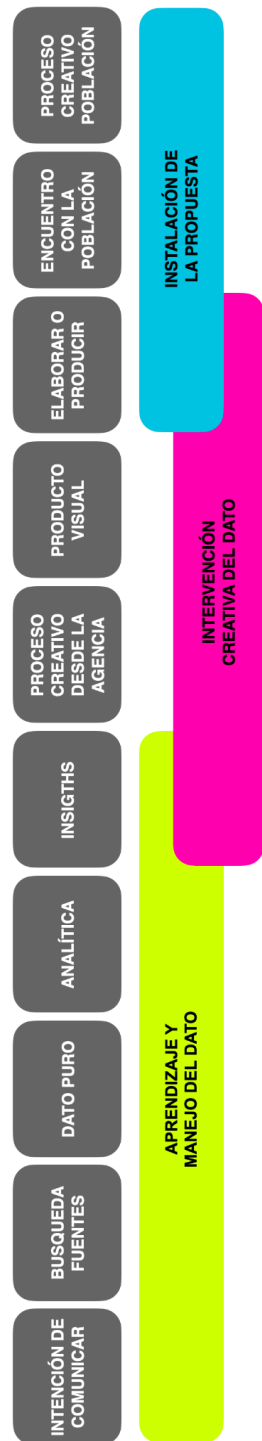 INTENCIÓN DE
COMUNICAR
BUSQUEDA
FUENTES
DATO PURO
ANALÍTICA
INSIGTHS
PROCESO
CREATIVO
DESDE LA
AGENCIA
PRODUCTO
VISUAL
ELABORAR O
PRODUCIR
ENCUENTRO
CON LA
POBLACIÓN
PROCESO
CREATIVO
POBLACIÓN
APRENDIZAJE Y
MANEJO DEL DATO
INTERVENCIÓN
CREATIVA DEL DATO
INSTALACIÓN DE
LA PROPUESTA